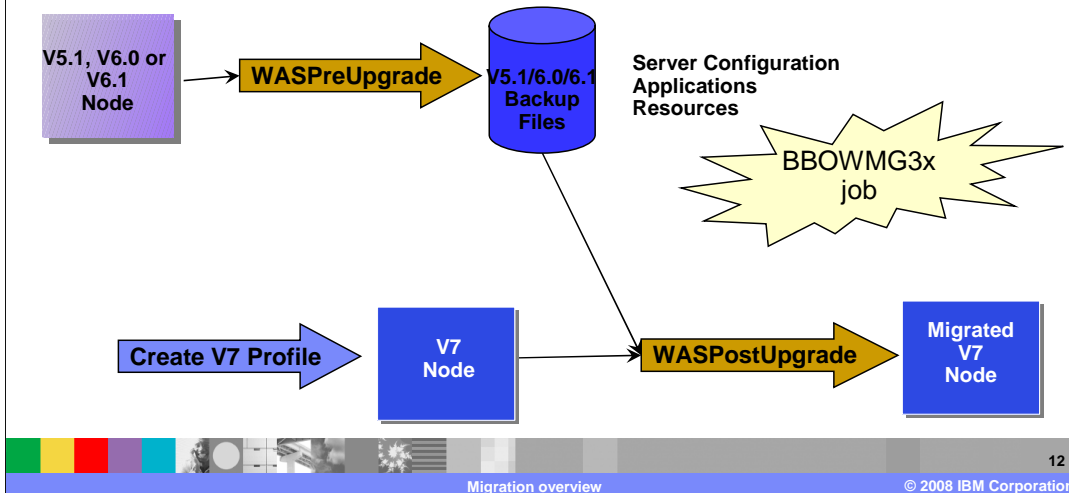 V5.1, V6.0 or
V6.1
Node
WASPreUpgrade
V5.1/6.0/6.1
Backup
Files
Server Configuration
Applications
Resources
BBOWMG3x
job
Create V7 Profile
V7
Node
WASPostUpgrade
Migrated
V7
Node
12
Migration overview
© 2008 IBM Corporation